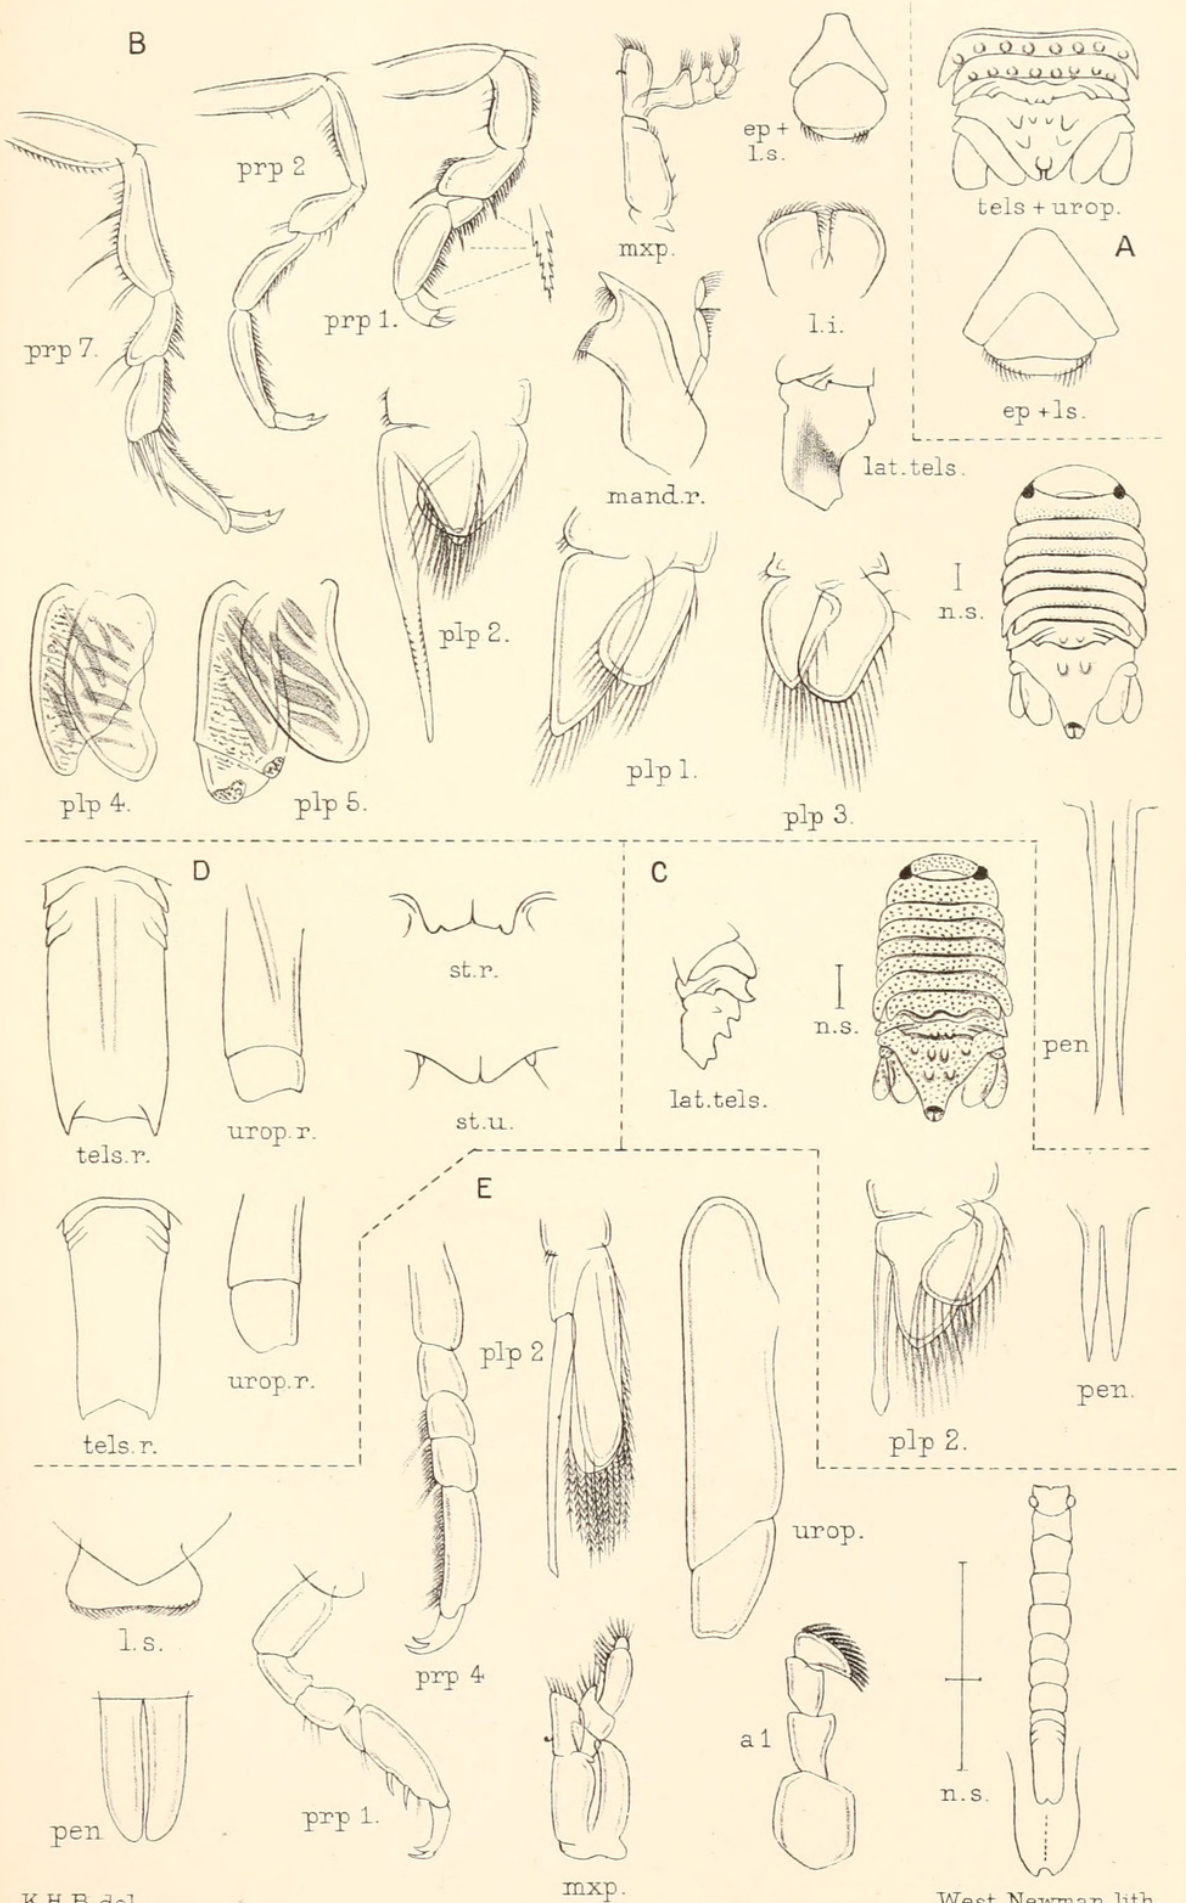 B
prp 7.
prp 2
prp 1.
mxp.
ep +
l.s.
l.i.
mand.r.
lat.tels.
plp 2.
plp 1.
plp 3.
n.s.
plp 4.
plp 5.
tels + urop.
A
ep + ls.
D
tels.r.
urop.r.
st.r.
st.u.
tels.r.
urop.r.
C
lat.tels.
n.s.
pen
plp 2.
pen.
E
plp 2
prp 4
urop.
l.s.
pen
prp 1.
mxp.
a 1
n.s.
K.H.B. del.
West, Newman lith.